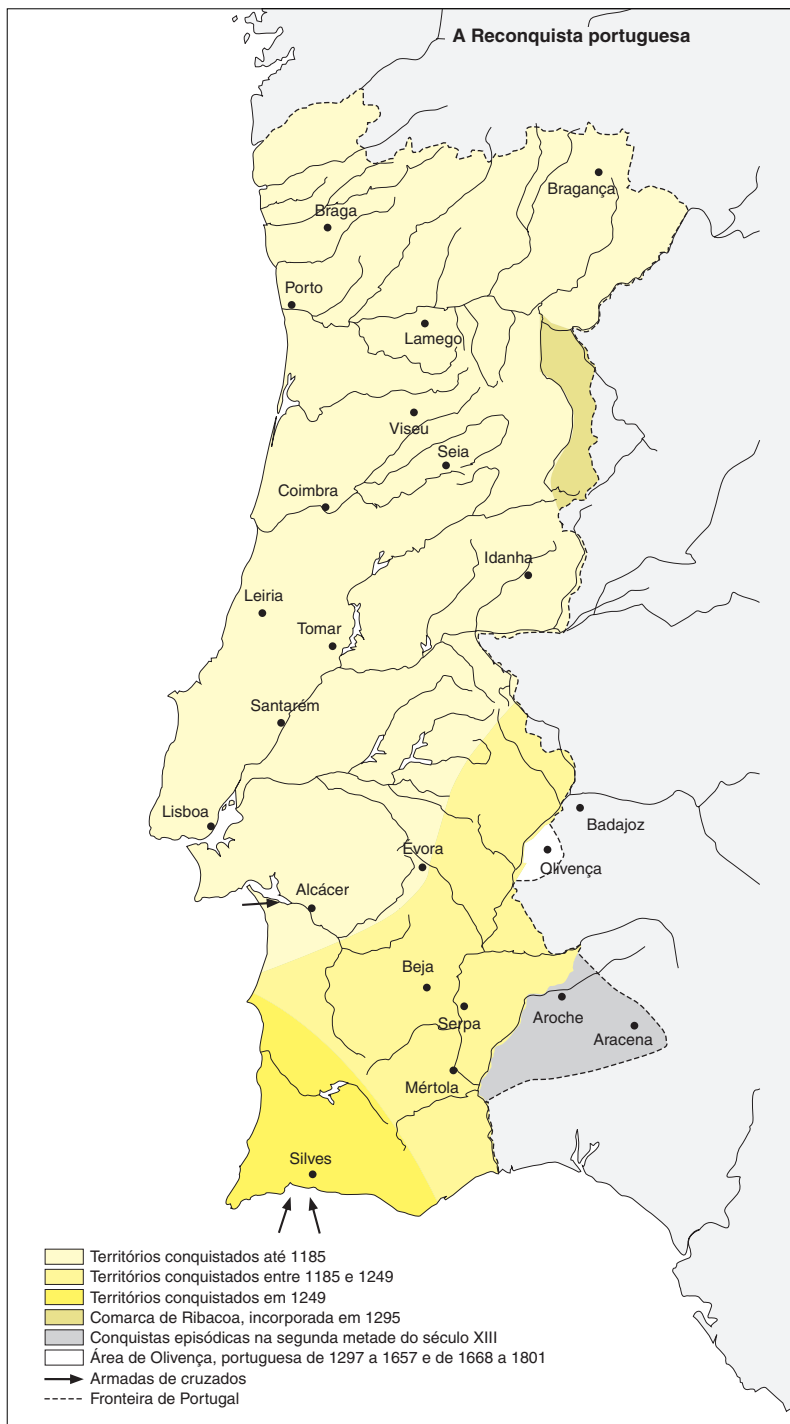 A Reconquista portuguesa
Bragança
Braga
Porto
Lamego
Viseu
Seia
Coimbra
Idanha
Leiria
Tomar
Santarém
Lisboa
Badajoz
Évora
Olivença
Alcácer
Beja
Serpa
Aroche
Aracena
Mértola
Silves
Territórios conquistados até 1185
Territórios conquistados entre 1185 e 1249
Territórios conquistados em 1249
Comarca de Ribacoa, incorporada em 1295
Conquistas episódicas na segunda metade do século XIII
Área de Olivença, portuguesa de 1297 a 1657 e de 1668 a 1801
Armadas de cruzados
Fronteira de Portugal